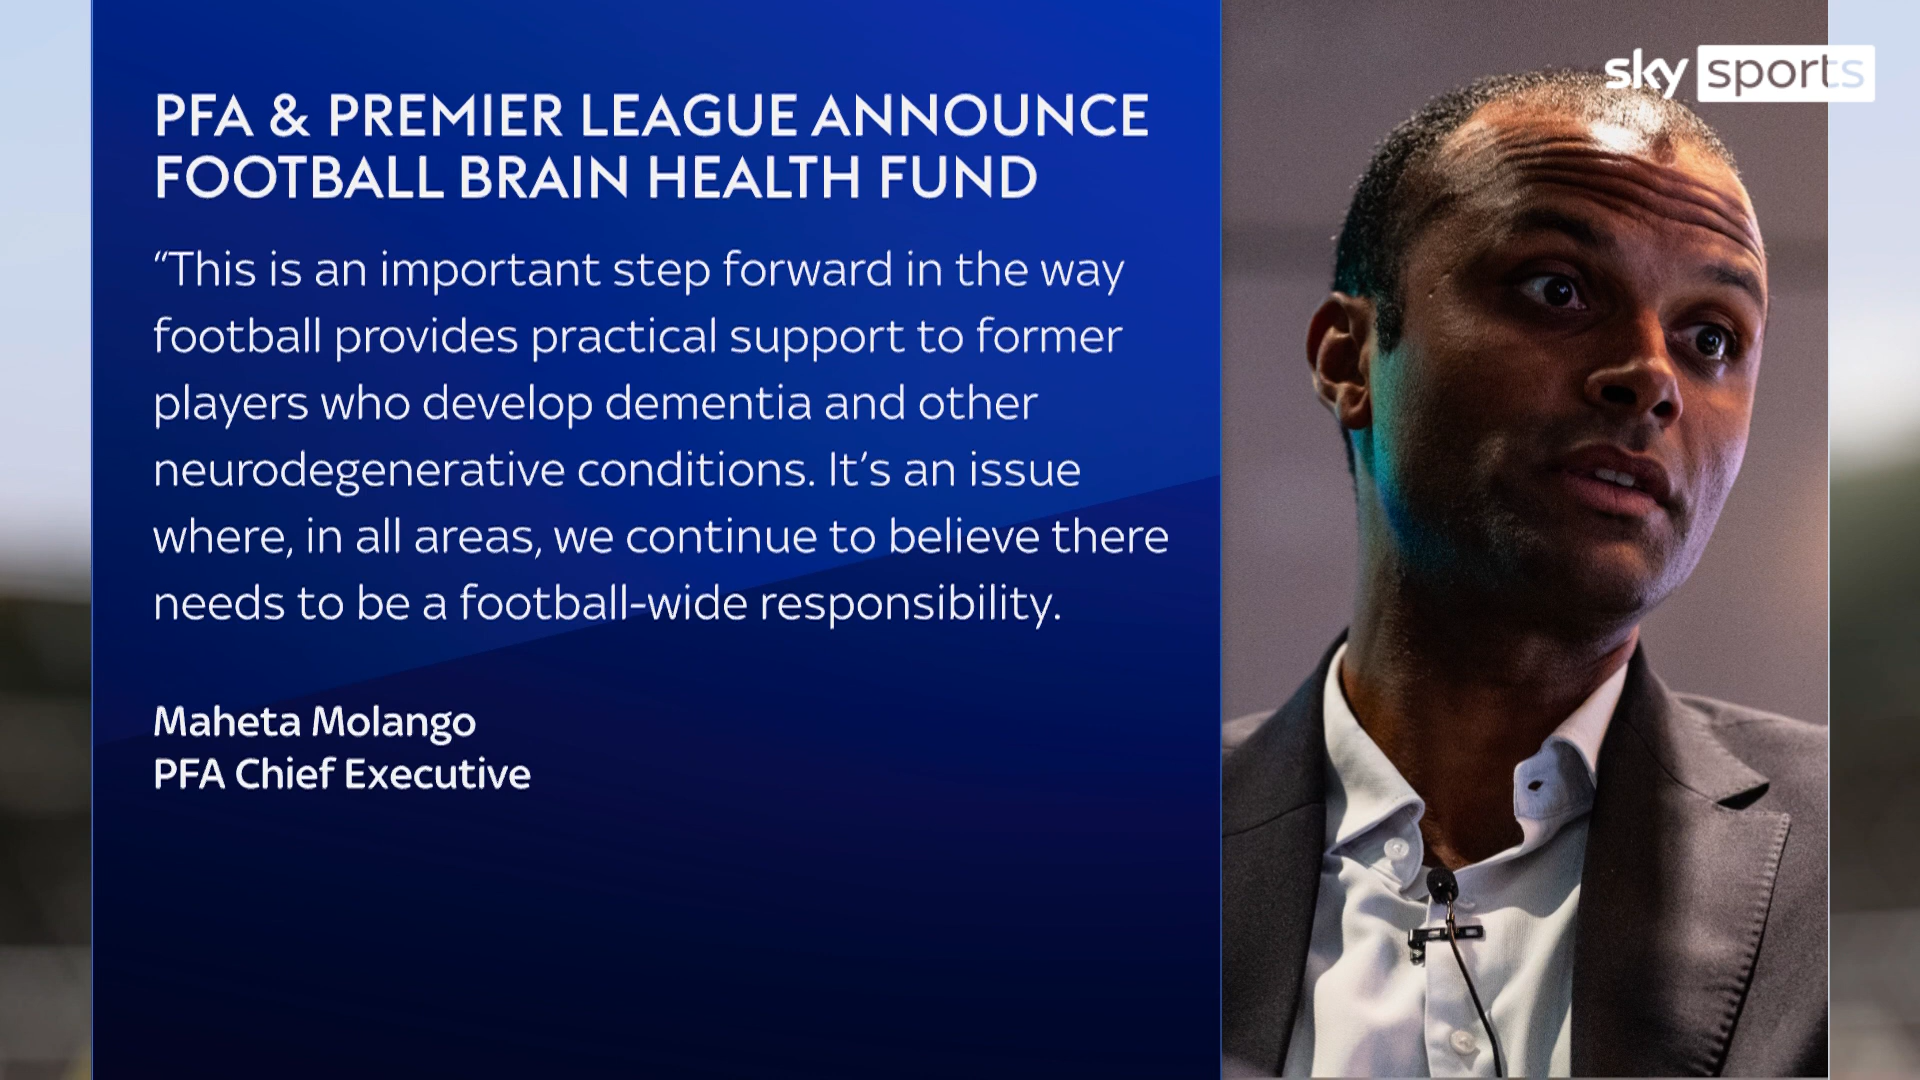 sky sports
PFA & PREMIER LEAGUE ANNOUNCE
FOOTBALL BRAIN HEALTH FUND
“This is an important step forward in the way
football provides practical support to former
players who develop dementia and other
neurodegenerative conditions. It’s an issue
where, in all areas, we continue to believe there
needs to be a football-wide responsibility.
Maheta Molango
PFA Chief Executive